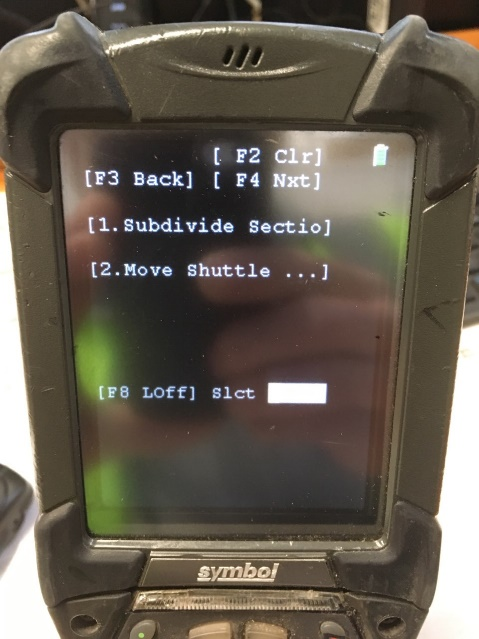 [ F2 Clr]
[F3 Back] [ F4 Nxt]
[1.Subdivide Sectio]
[2.Move Shuttle ...]
[F8 LOff] Slct
symbol